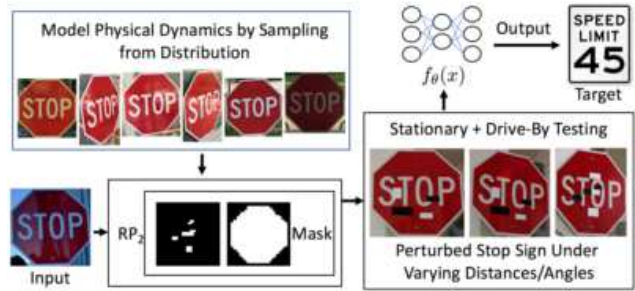 Model Physical Dynamics by Sampling
from Distribution
STOP STOP STOP STOP STOP STOP
STOP
Input
RP₂
Mask
fθ(x)
Output
SPEED
LIMIT
45
Target
Stationary + Drive-By Testing
STOP STOP STOP
Perturbed Stop Sign Under
Varying Distances/Angles